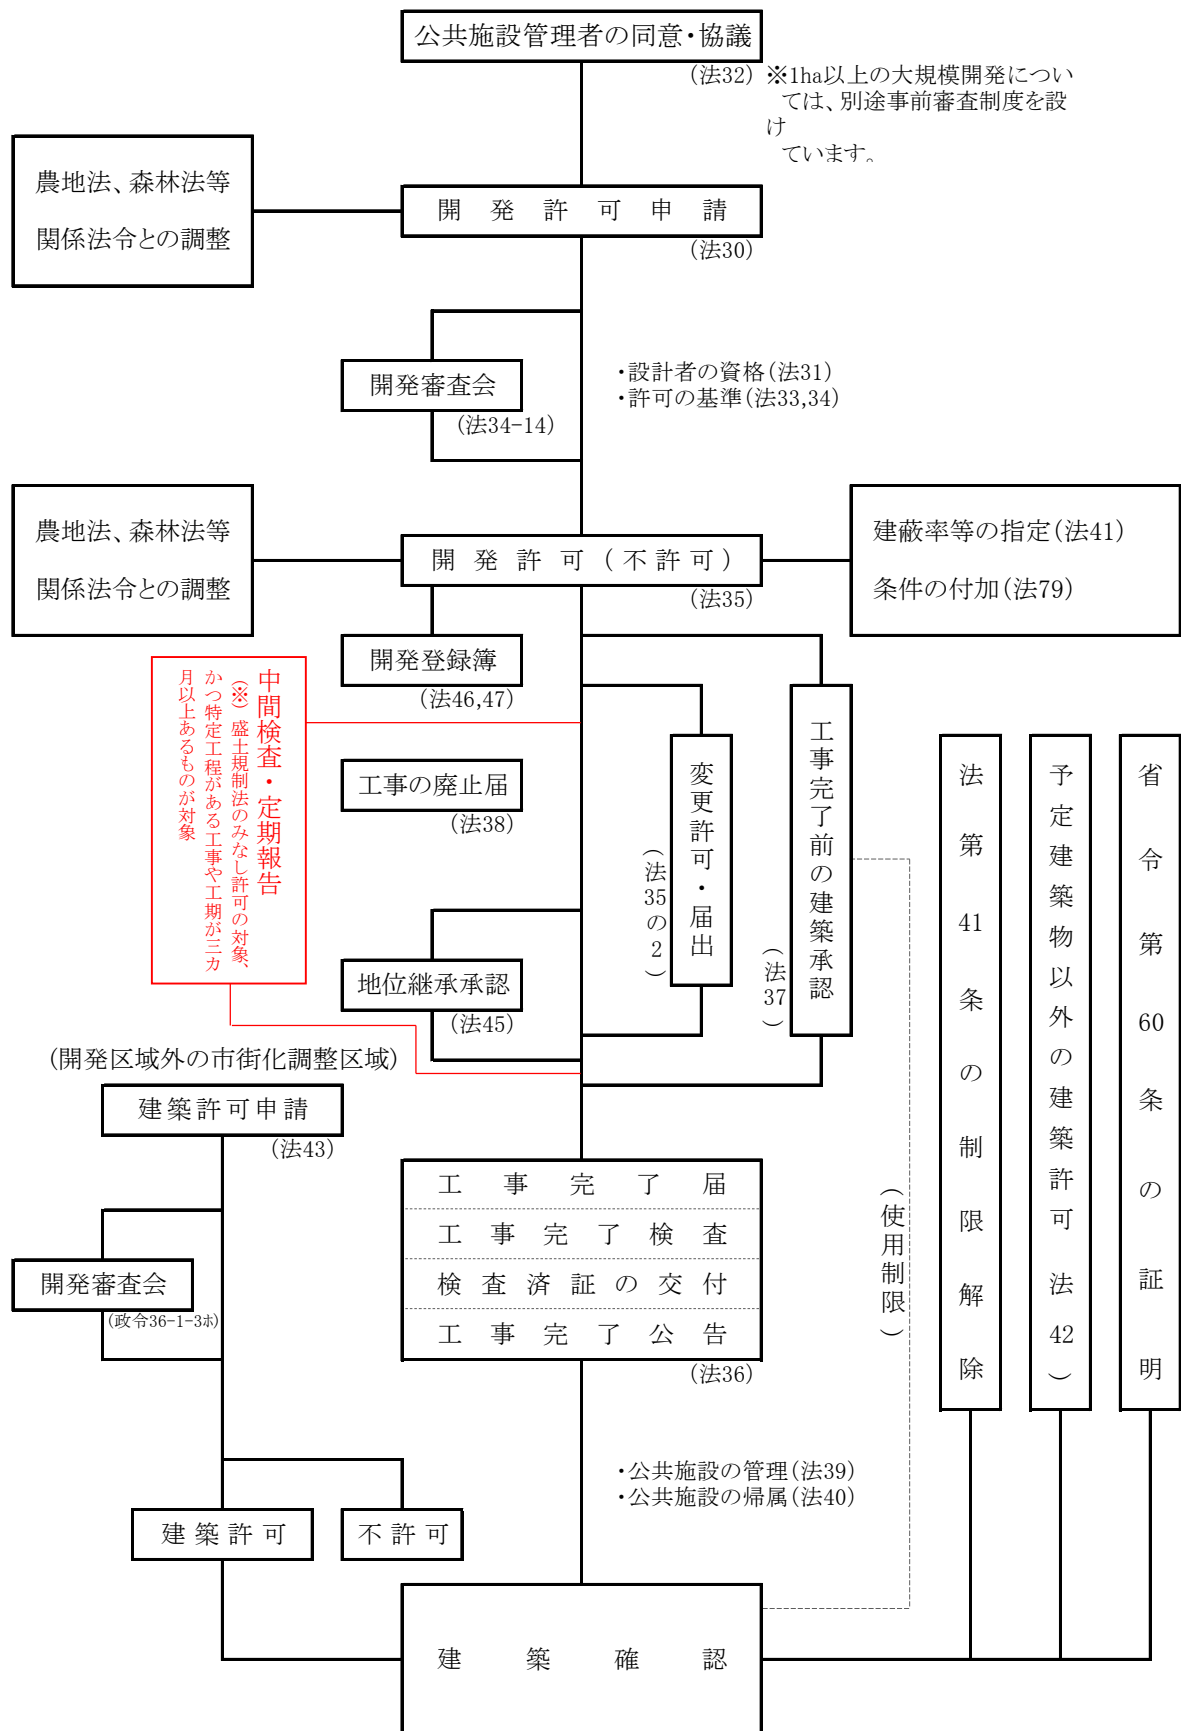 公共施設管理者の同意・協議
(法32)
※1ha以上の大規模開発につい
ては、別途事前審査制度を設
け
ています。
農地法、森林法等
関係法令との調整
開発許可申請
(法30)
開発審査会
(法34-14)
・設計者の資格(法31)
・許可の基準(法33,34)
農地法、森林法等
関係法令との調整
開発許可(不許可)
(法35)
建蔽率等の指定(法41)
条件の付加(法79)
開発登録簿
(法46,47)
中間検査・定期報告
(※)盛土規制法のみなし許可の対象、
かつ特定工程がある工事や工期が三カ
月以上あるものが対象
工事の廃止届
(法38)
変更許可・届出
(法35の2)
工事完了前の建築承認
(法37)
法第41条の制限解除
予定建築物以外の建築許可 法42)
省令第60条の証明
地位継承承認
(法45)
(開発区域外の市街化調整区域)
建築許可申請
(法43)
開発審査会
(政令36-1-3ホ)
工事完了届
工事完了検査
検査済証の交付
工事完了公告
(法36)
(使用制限)
・公共施設の管理(法39)
・公共施設の帰属(法40)
建築許可
不許可
建築確認